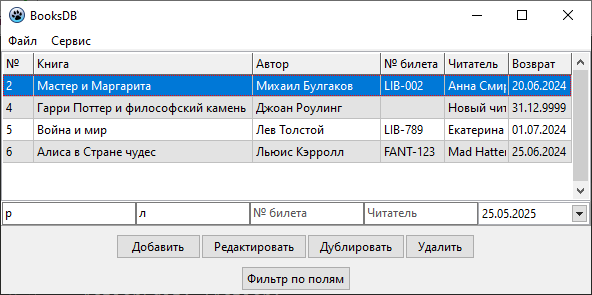 BooksDB
Файл Сервис
№ Книга Автор № билета Читатель Возврат
2 Мастер и Маргарита Михаил Булгаков LIB-002 Анна Смир 20.06.2024
4 Гарри Поттер и философский камень Джоан Роулинг Новый чит 31.12.9999
5 Война и мир Лев Толстой LIB-789 Екатерина 01.07.2024
6 Алиса в Стране чудес Льюис Кэрролл FANT-123 Mad Hatter 25.06.2024
р л № билета Читатель 25.05.2025
Добавить Редактировать Дублировать Удалить
Фильтр по полям